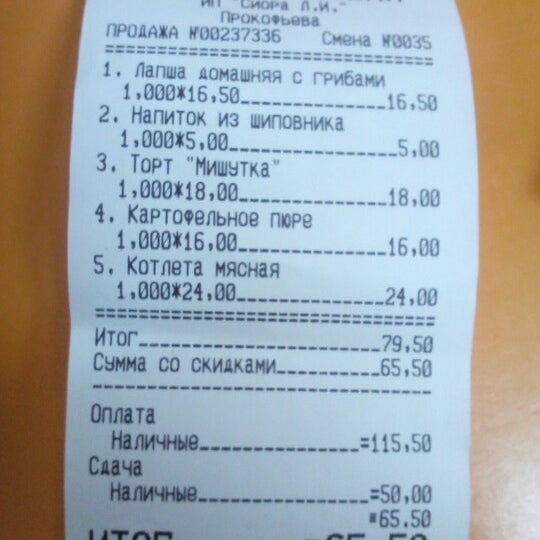 ИП "Сиора Л.И."
Прокофьева
ПРОДАЖА №00237336 Смена №0035
================================
1. Лапша домашняя с грибами
1,000*16,50_______________16,50
2. Напиток из шиповника
1,000*5,00_________________5,00
3. Торт "Мишутка"
1,000*18,00_______________18,00
4. Картофельное пюре
1,000*16,00_______________16,00
5. Котлета мясная
1,000*24,00_______________24,00
================================
Итог_________________________79,50
Сумма со скидками___________65,50
--------------------------------
Оплата
Наличные________________=115,50
Сдача
Наличные_________________=50,00
=65.50